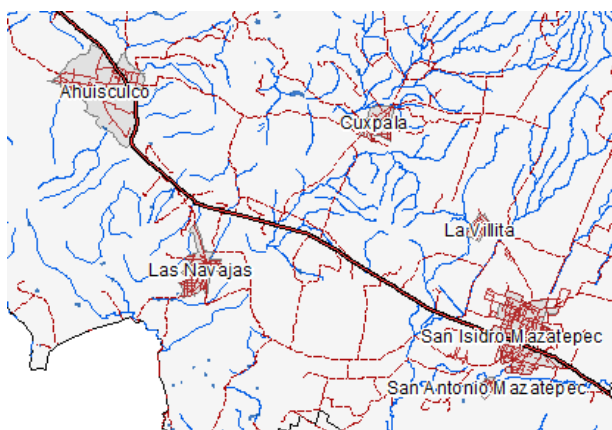 Ahuisculco
Cuxpala
La Villita
Las Navajas
San Isidro Mazatepec
San Antonio Mazatepec